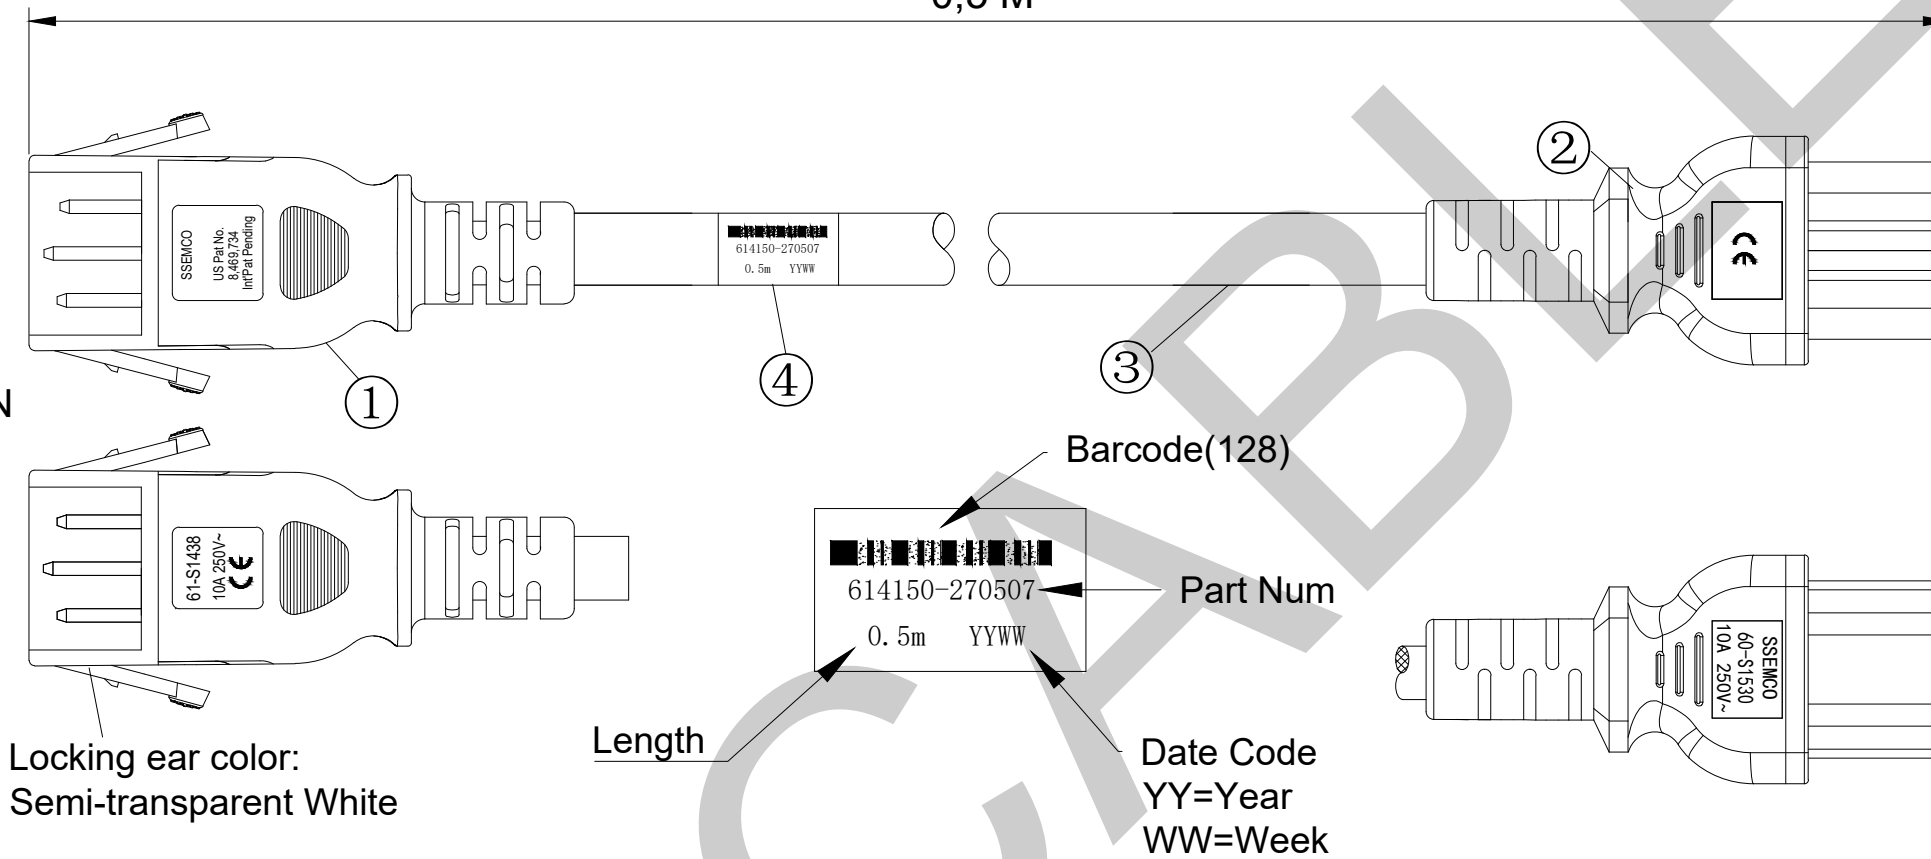 SSEMCO
US Pat No.
8,469,734
Int'Pat Pending
614150-270507
0.5m YYWW
CE
①
②
③
④
N
61-S1438
10A 250V~
CE
Locking ear color:
Semi-transparent White
Barcode(128)
614150-270507
0.5m YYWW
Part Num
Length
Date Code
YY=Year
WW=Week
SSEMCO
60-S1530
10A 250V~
CABLE